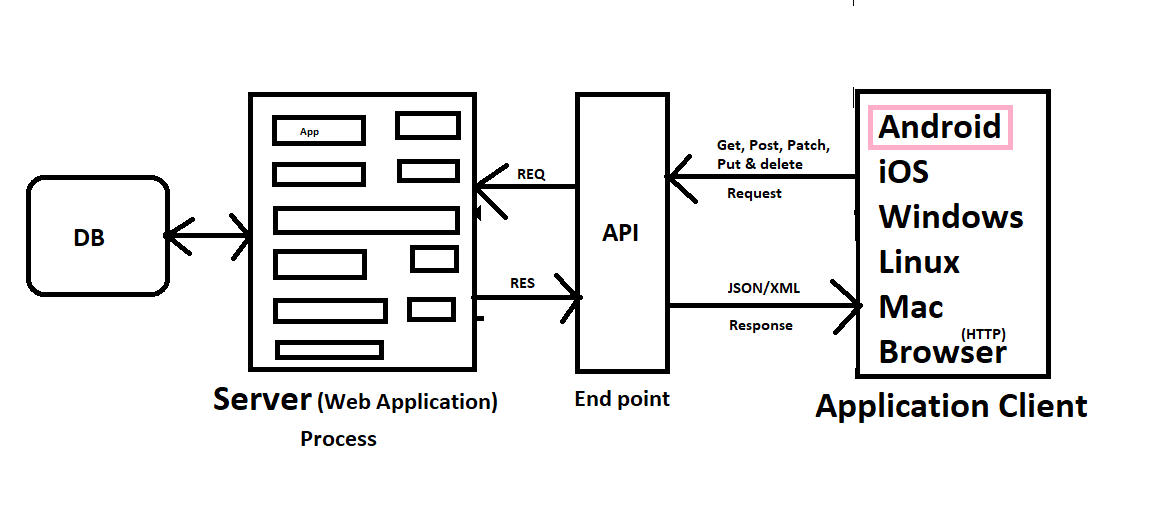 DB
App
Server (Web Application)
Process
REQ
RES
API
End point
Get, Post, Patch,
Put & delete
Request
JSON/XML
Response
Android
iOS
Windows
Linux
Mac
(HTTP)
Browser
Application Client